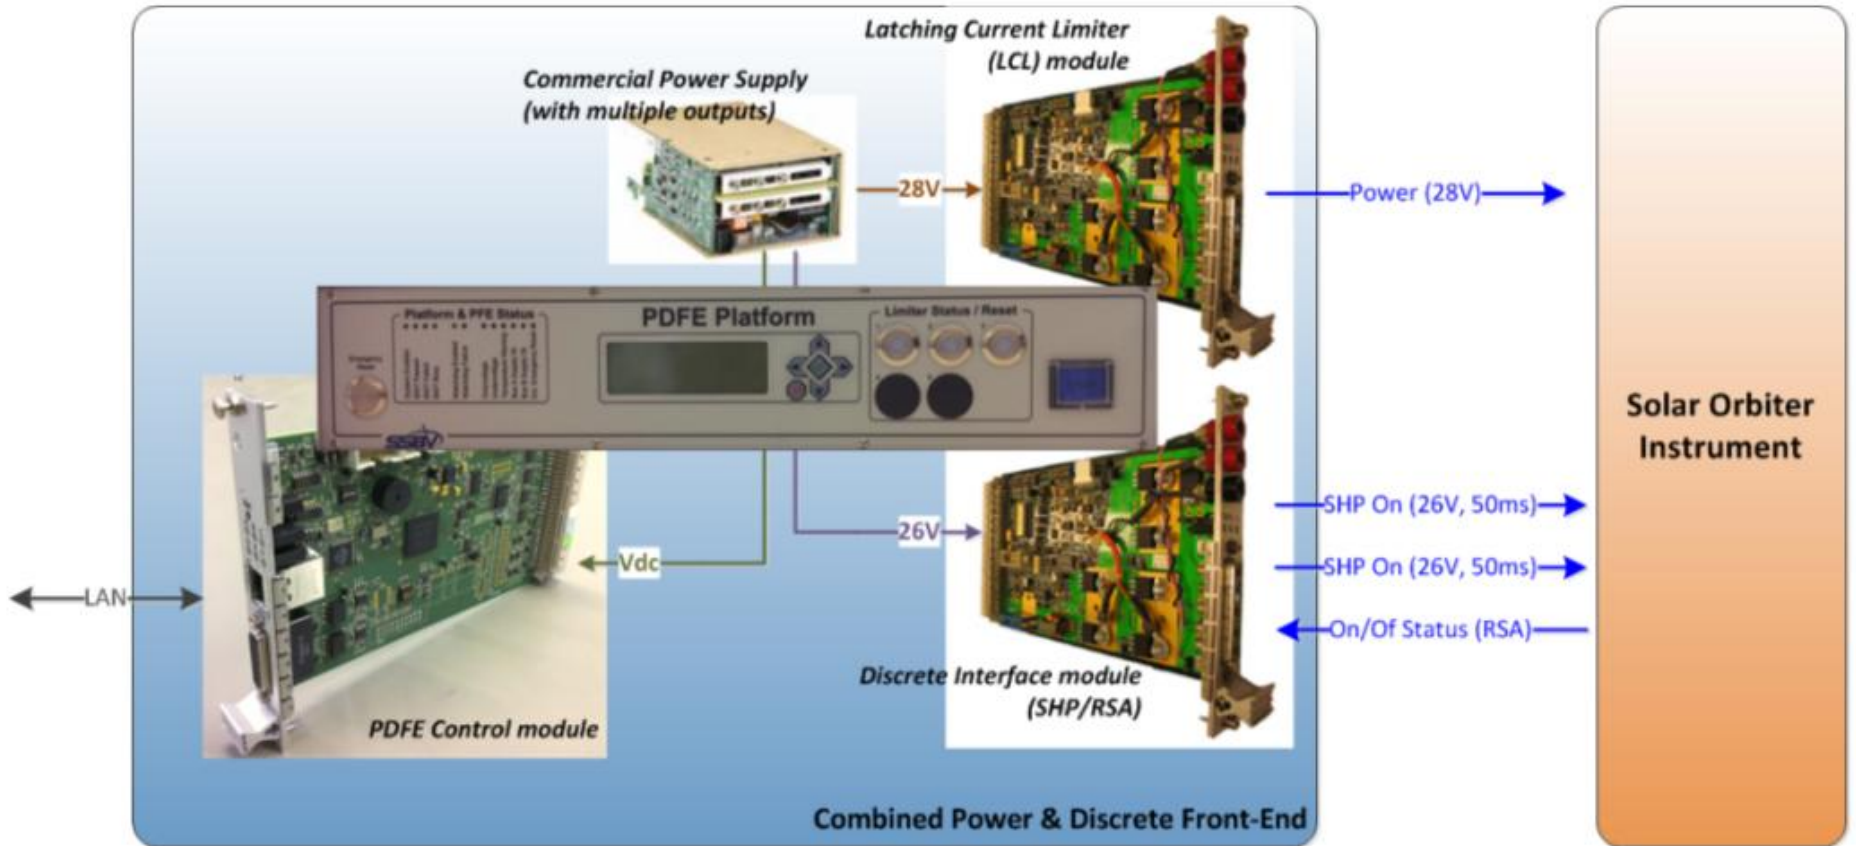 Latching Current Limiter
(LCL) module
Commercial Power Supply
(with multiple outputs)
28V
Power (28V)
Platform & PFE Status
PDFE Platform
Limiter Status / Reset
SSBV
Solar Orbiter
Instrument
SHP On (26V, 50ms)
26V
Vdc
SHP On (26V, 50ms)
LAN
On/Of Status (RSA)
Discrete Interface module
(SHP/RSA)
PDFE Control module
Combined Power & Discrete Front-End